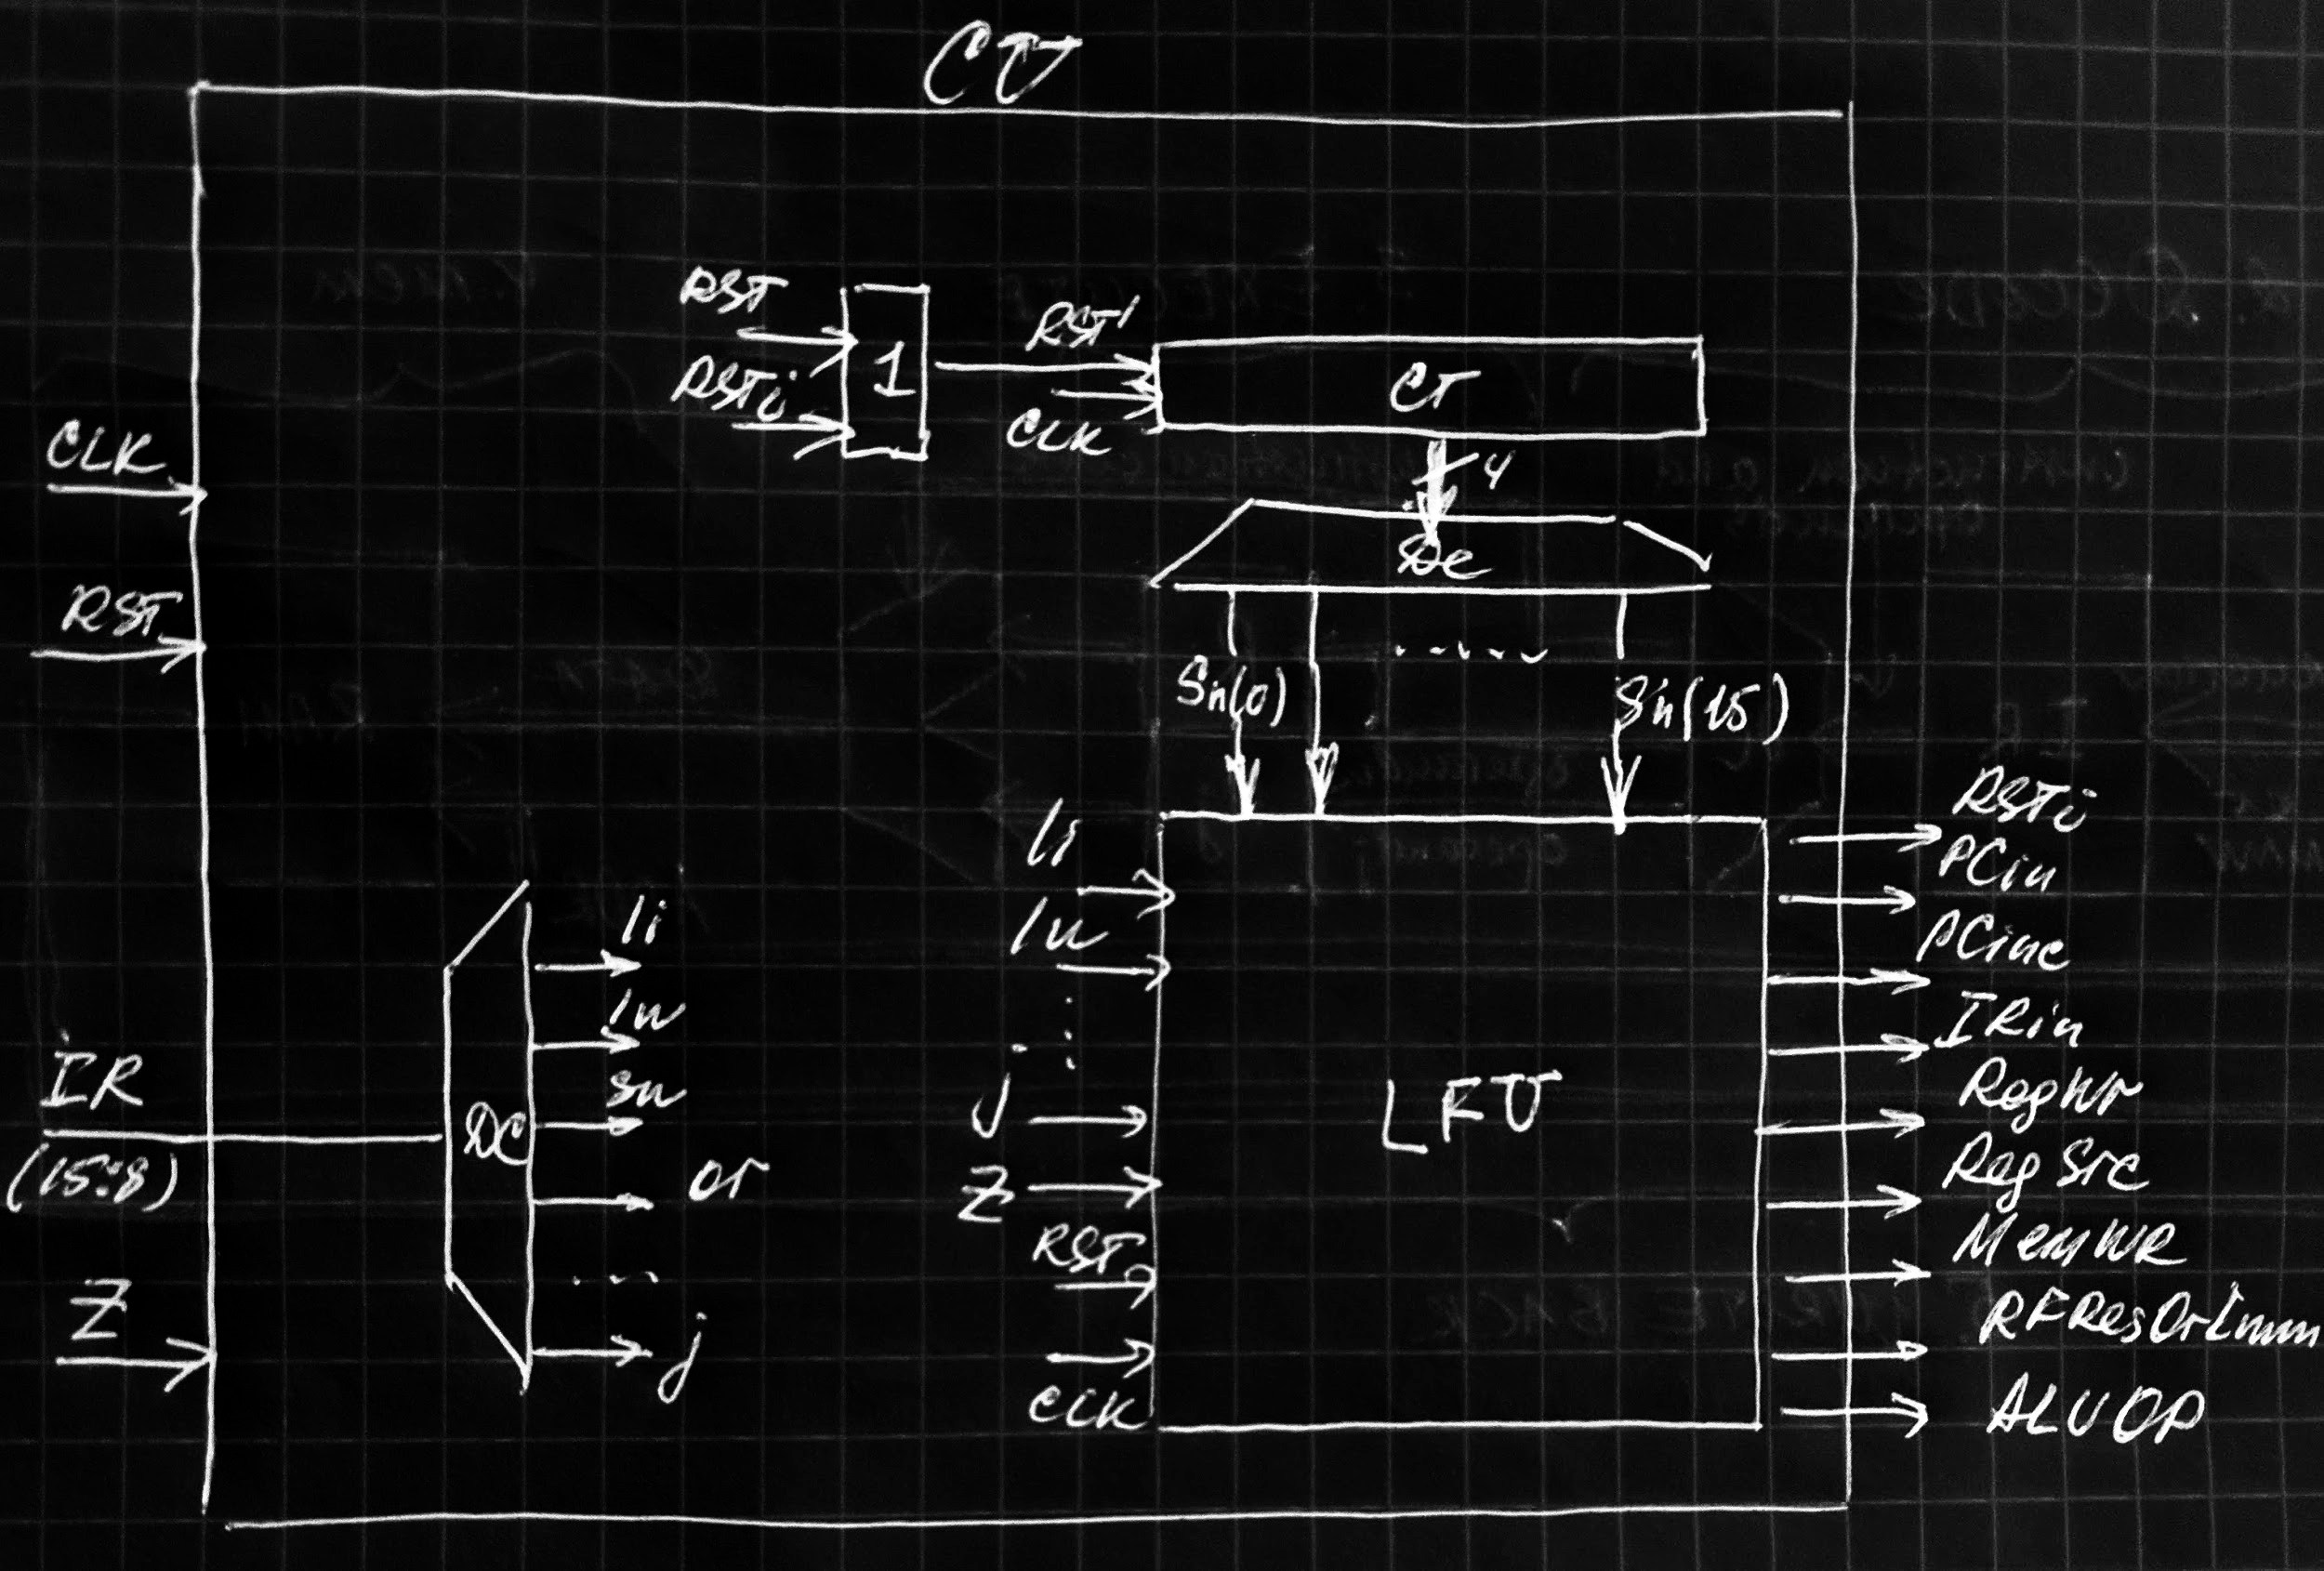 CU
RST
RSTi
1
RST'
CLK
CT
4
DC
Sn(0)
.....
Sn(15)
CLK
RST
IR
(15:8)
Z
DC
li
lw
sw
or
...
j
li
lw
j
Z
RST
CLK
LFU
RSTi
PCin
PCinc
IRin
RegWr
RegSrc
MemWR
RFResOrImm
ALUOP